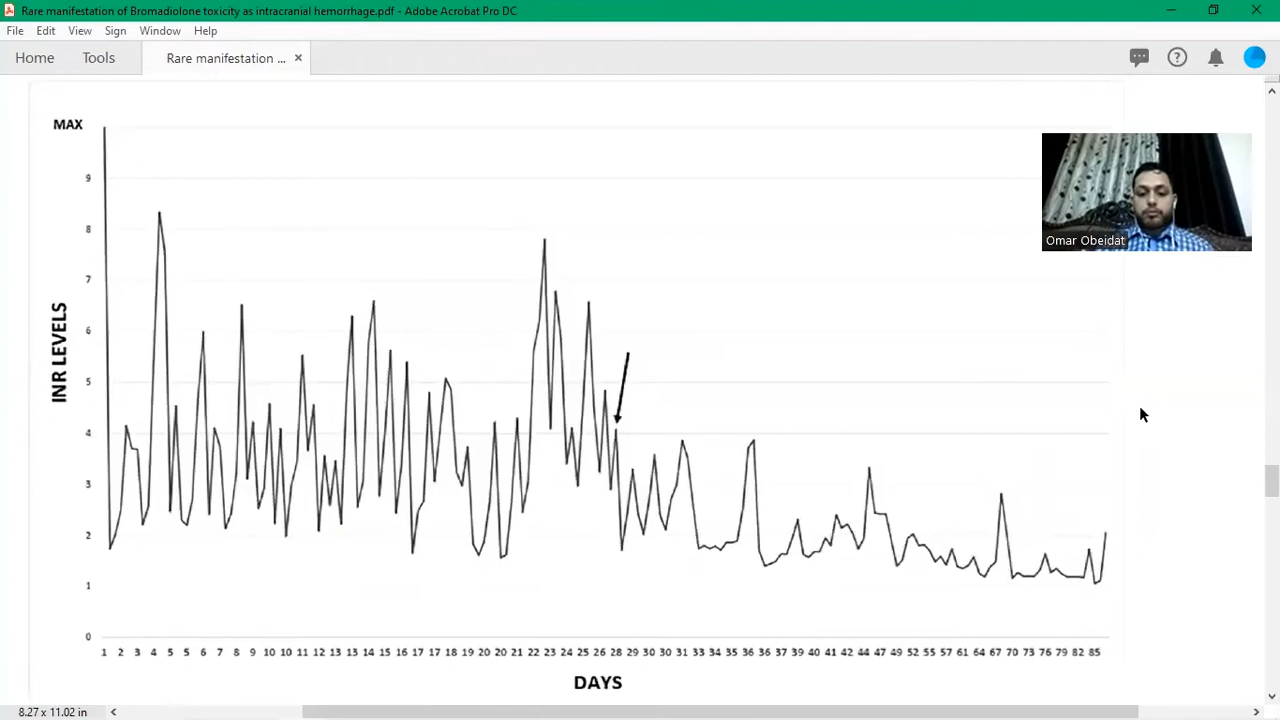 Rare manifestation of Bromadiolone toxicity as intracranial hemorrhage.pdf - Adobe Acrobat Pro DC
File Edit View Sign Window Help
Home Tools Rare manifestation ...
MAX
9
8
7
6
5
4
3
2
1
0
INR LEVELS
Omar Obeidat
1 2 3 4 5 5 6 7 8 9 10 10 11 12 13 13 14 15 16 17 18 19 20 20 21 22 23 24 25 26 28 29 30 30 31 33 34 35 36 36 37 39 40 41 42 44 47 49 52 55 57 61 64 67 70 73 76 79 82 85
DAYS
8.27 x 11.02 in